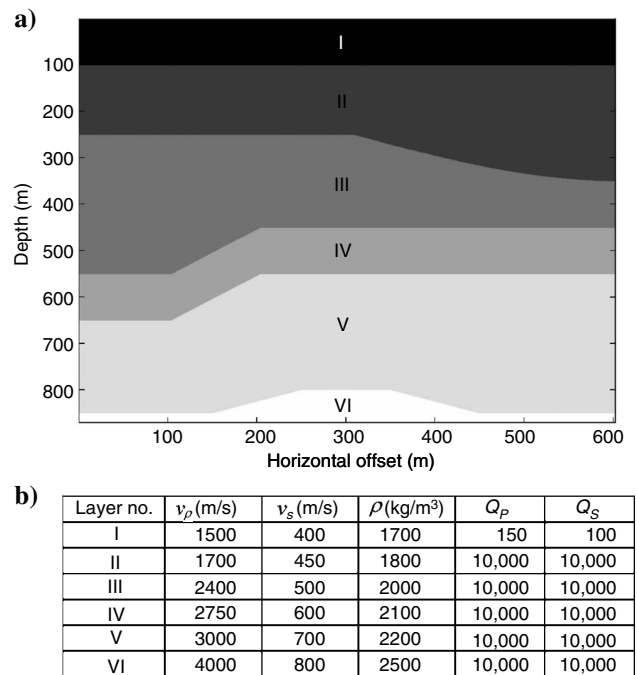 a)
I
100
II
200
300
III
400
IV
500
600
V
700
800
VI
Depth (m)
100 200 300 400 500 600
Horizontal offset (m)
b)
Layer no. vρ (m/s) vs (m/s) ρ (kg/m³) QP QS
I 1500 400 1700 150 100
II 1700 450 1800 10,000 10,000
III 2400 500 2000 10,000 10,000
IV 2750 600 2100 10,000 10,000
V 3000 700 2200 10,000 10,000
VI 4000 800 2500 10,000 10,000